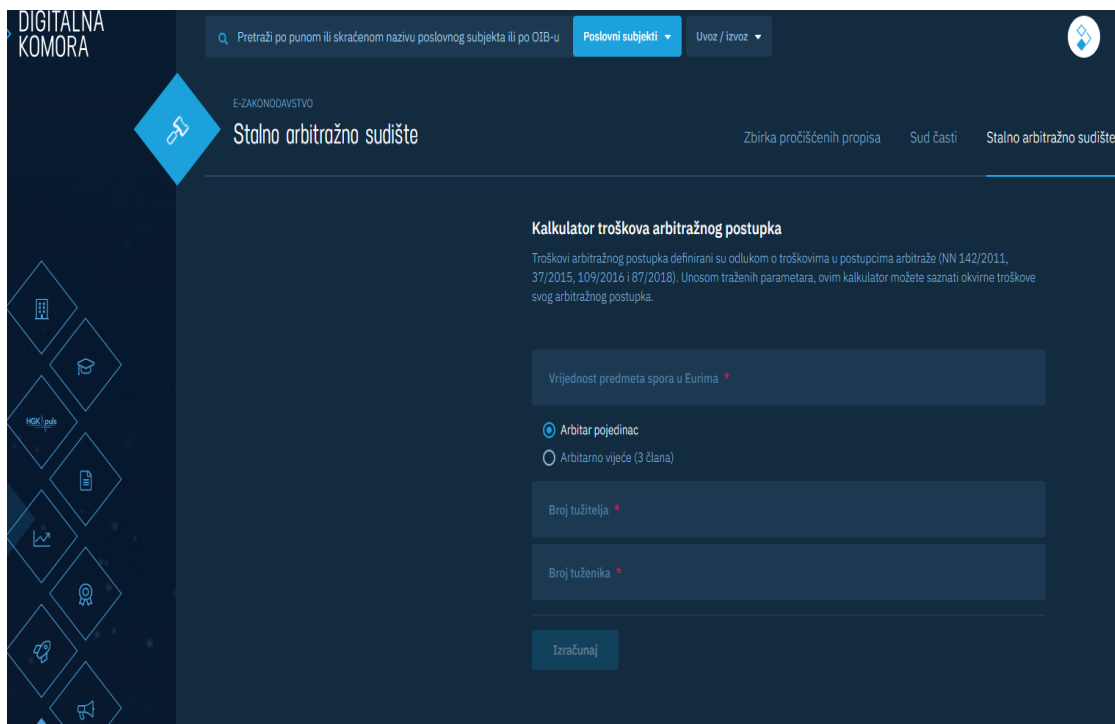 DIGITALNA
KOMORA
Pretraži po punom ili skraćenom nazivu poslovnog subjekta ili po OIB-u
Poslovni subjekti
Uvoz / izvoz
E-ZAKONODAVSTVO
Stalno arbitražno sudište
Zbirka pročišćenih propisa
Sud časti
Stalno arbitražno sudište
Kalkulator troškova arbitražnog postupka
Troškovi arbitražnog postupka definirani su odlukom o troškovima u postupcima arbitraže (NN 142/2011,
37/2015, 109/2016 i 87/2018). Unosom traženih parametara, ovim kalkulator možete saznati okvirne troškove
svog arbitražnog postupka.
Vrijednost predmeta spora u Eurima *
Arbitar pojedinac
Arbitarno vijeće (3 člana)
Broj tužitelja *
Broj tuženika *
Izračunaj
HGK puls